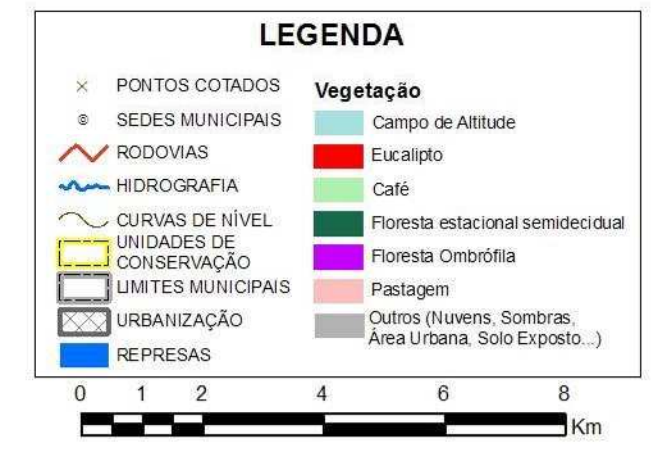 LEGENDA
PONTOS COTADOS
SEDES MUNICIPAIS
RODOVIAS
HIDROGRAFIA
CURVAS DE NÍVEL
UNIDADES DE
CONSERVAÇÃO
LIMITES MUNICIPAIS
URBANIZAÇÃO
REPRESAS
Vegetação
Campo de Altitude
Eucalipto
Café
Floresta estacional semidecidual
Floresta Ombrófila
Pastagem
Outros (Nuvens, Sombras,
Área Urbana, Solo Exposto...)
0 1 2 4 6 8
Km